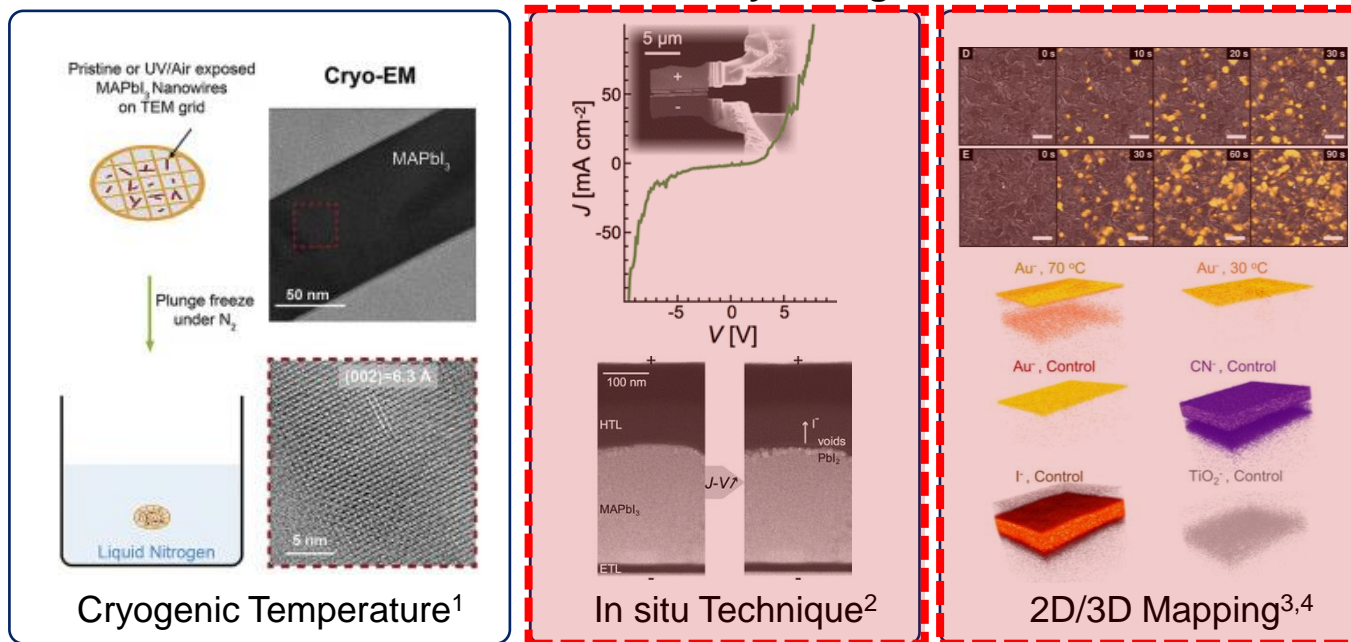 Pristine or UV/Air exposed
MAPbI₃ Nanowires
on TEM grid
Plunge freeze
under N₂
Liquid Nitrogen
Cryo-EM
MAPbI₃
50 nm
(002)=6.3 Å
5 nm
Cryogenic Temperature¹
5 µm
+
-
J [mA cm-²]
50
0
-50
-5 0 5
V [V]
+ +
100 nm
HTL
I⁻
voids
PbI₂
J-V↗
MAPbI₃
ETL
- -
In situ Technique²
D 0 s 10 s 20 s 30 s
E 0 s 30 s 60 s 90 s
Au⁻, 70 °C Au⁻, 30 °C
Au⁻, Control CN⁻, Control
I⁻, Control TiO₂⁻, Control
2D/3D Mapping³,⁴